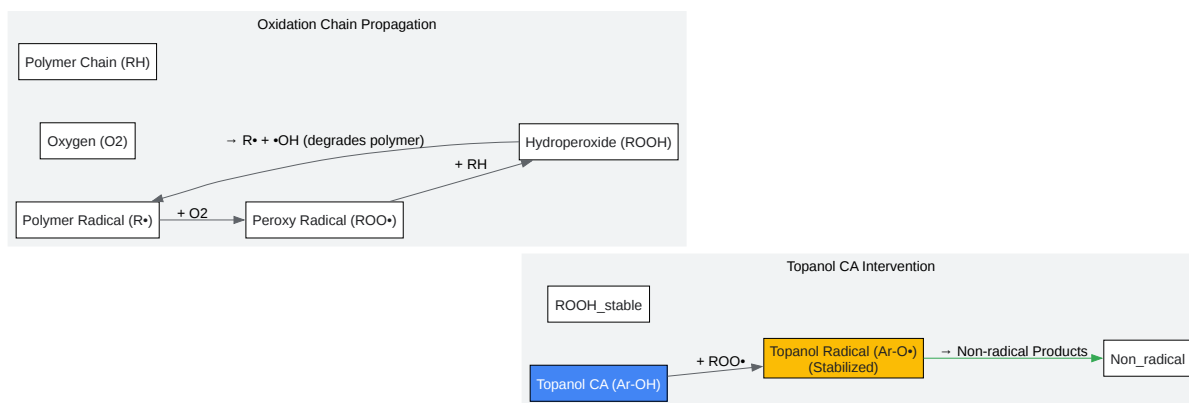 Oxidation Chain Propagation
Polymer Chain (RH)
Oxygen (O2)
→ R• + •OH (degrades polymer)
Hydroperoxide (ROOH)
+ RH
Polymer Radical (R•)
+ O2
Peroxy Radical (ROO•)
Topanol CA Intervention
ROOH_stable
+ ROO•
Topanol CA (Ar-OH)
Topanol Radical (Ar-O•)
(Stabilized)
→ Non-radical Products
Non_radical